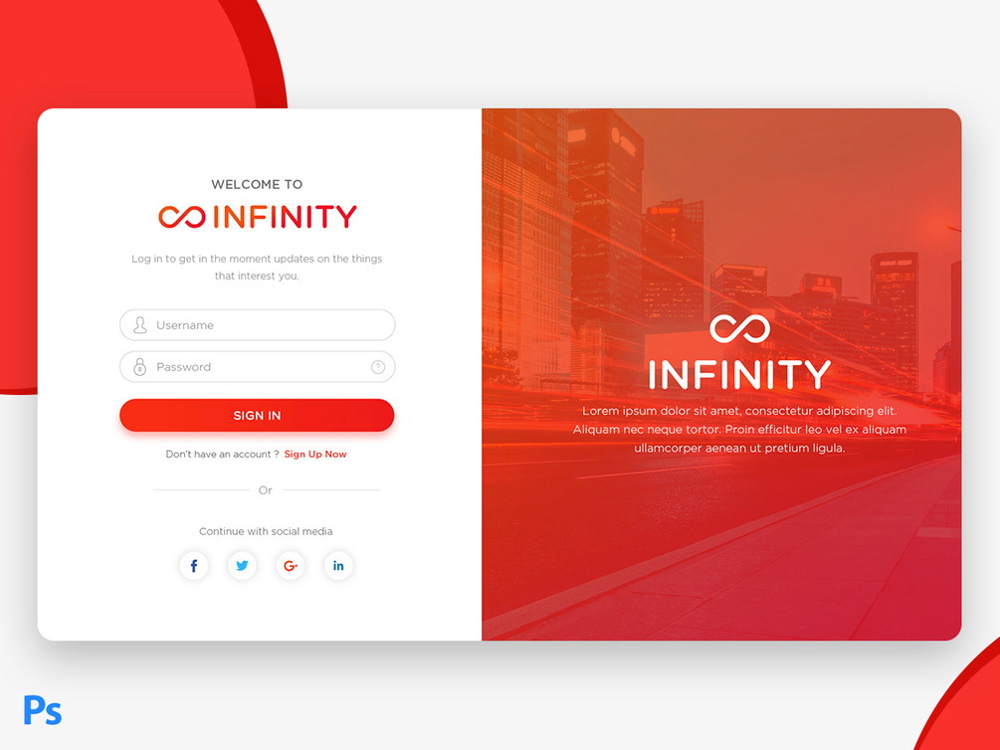 WELCOME TO
INFINITY
Log in to get in the moment updates on the things
that interest you.
Username
Password
?
SIGN IN
Don't have an account ? Sign Up Now
Or
Continue with social media
f
G+
in
INFINITY
Lorem ipsum dolor sit amet, consectetur adipiscing elit.
Aliquam nec neque tortor. Proin efficitur leo vel ex aliquam
ullamcorper aenean ut pretium ligula.
Ps